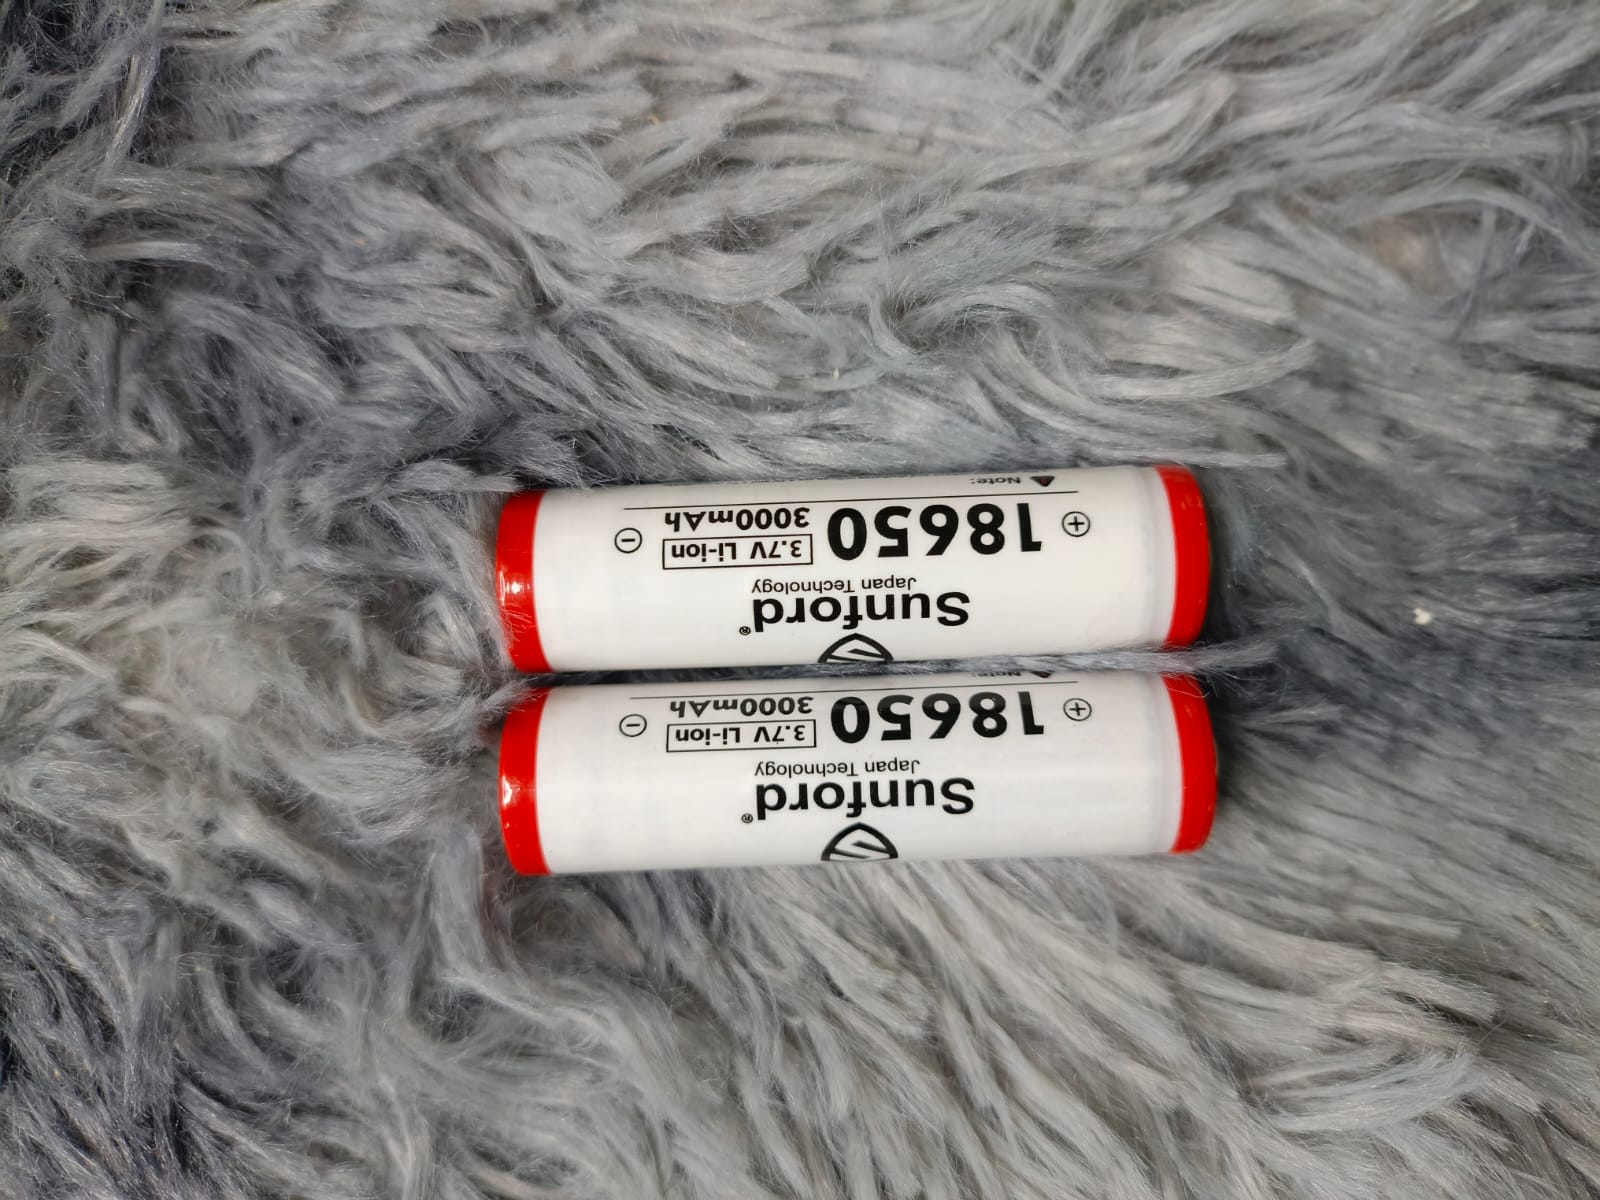 Sunford®
Japan Technology
18650
3.7V Li-ion
3000mAh
+
-
Note:
Sunford®
Japan Technology
18650
3.7V Li-ion
3000mAh
+
-
Note: